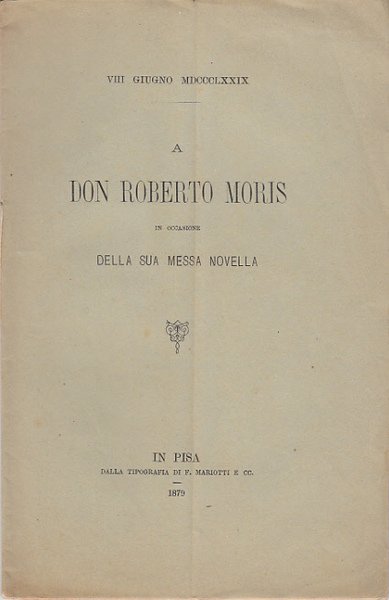 VIII GIUGNO MDCCCLXXIX
A
DON ROBERTO MORIS
IN OCCASIONE
DELLA SUA MESSA NOVELLA
IN PISA
DALLA TIPOGRAFIA DI F. MARIOTTI E CC.
1879